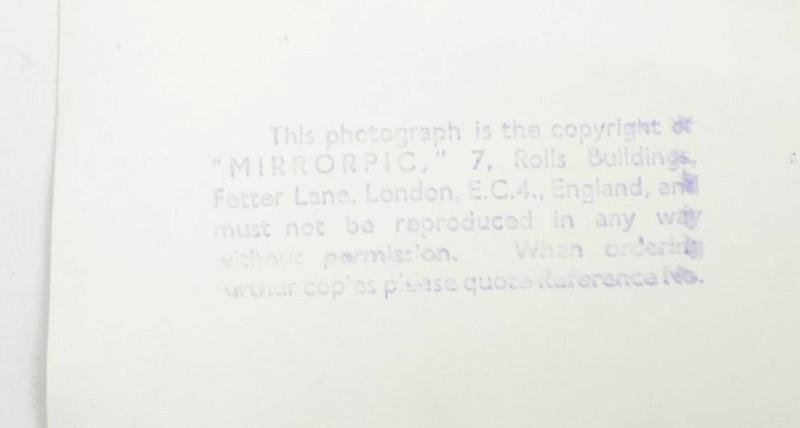 This photograph is the copyright of
"MIRRORPIC," 7, Rolls Buildings,
Fetter Lane, London, E.C.4., England, and
must not be reproduced in any way
without permission. When ordering
further copies please quote Reference No.